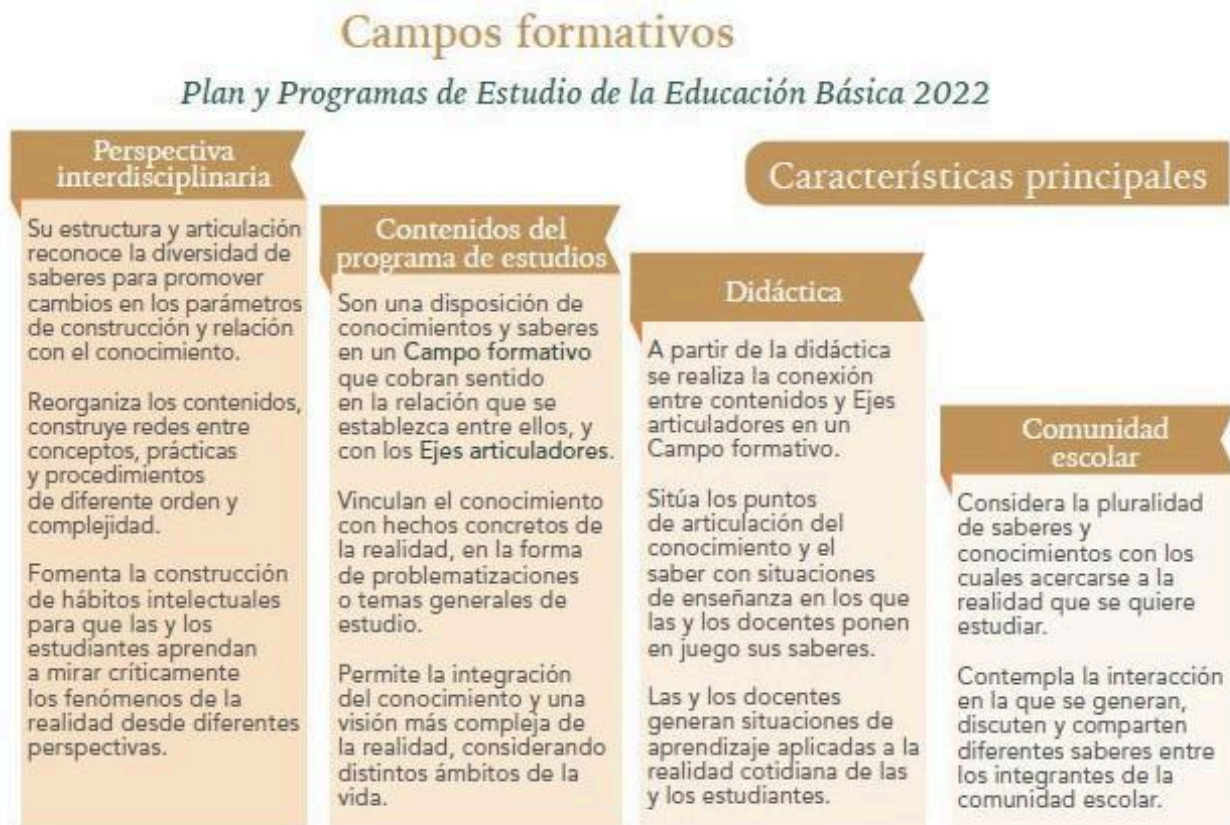 Campos formativos
Plan y Programas de Estudio de la Educación Básica 2022
Características principales
Perspectiva
interdisciplinaria
Su estructura y articulación
reconoce la diversidad de
saberes para promover
cambios en los parámetros
de construcción y relación
con el conocimiento.
Reorganiza los contenidos,
construye redes entre
conceptos, prácticas
y procedimientos
de diferente orden y
complejidad.
Fomenta la construcción
de hábitos intelectuales
para que las y los
estudiantes aprendan
a mirar críticamente
los fenómenos de la
realidad desde diferentes
perspectivas.
Contenidos del
programa de estudios
Son una disposición de
conocimientos y saberes
en un Campo formativo
que cobran sentido
en la relación que se
establezca entre ellos, y
con los Ejes articuladores.
Vinculan el conocimiento
con hechos concretos de
la realidad, en la forma
de problematizaciones
o temas generales de
estudio.
Permite la integración
del conocimiento y una
visión más compleja de
la realidad, considerando
distintos ámbitos de la
vida.
Didáctica
A partir de la didáctica
se realiza la conexión
entre contenidos y Ejes
articuladores en un
Campo formativo.
Sitúa los puntos
de articulación del
conocimiento y el
saber con situaciones
de enseñanza en los que
las y los docentes ponen
en juego sus saberes.
Las y los docentes
generan situaciones de
aprendizaje aplicadas a la
realidad cotidiana de las
y los estudiantes.
Comunidad
escolar
Considera la pluralidad
de saberes y
conocimientos con los
cuales acercarse a la
realidad que se quiere
estudiar.
Contempla la interacción
en la que se generan,
discuten y comparten
diferentes saberes entre
los integrantes de la
comunidad escolar.